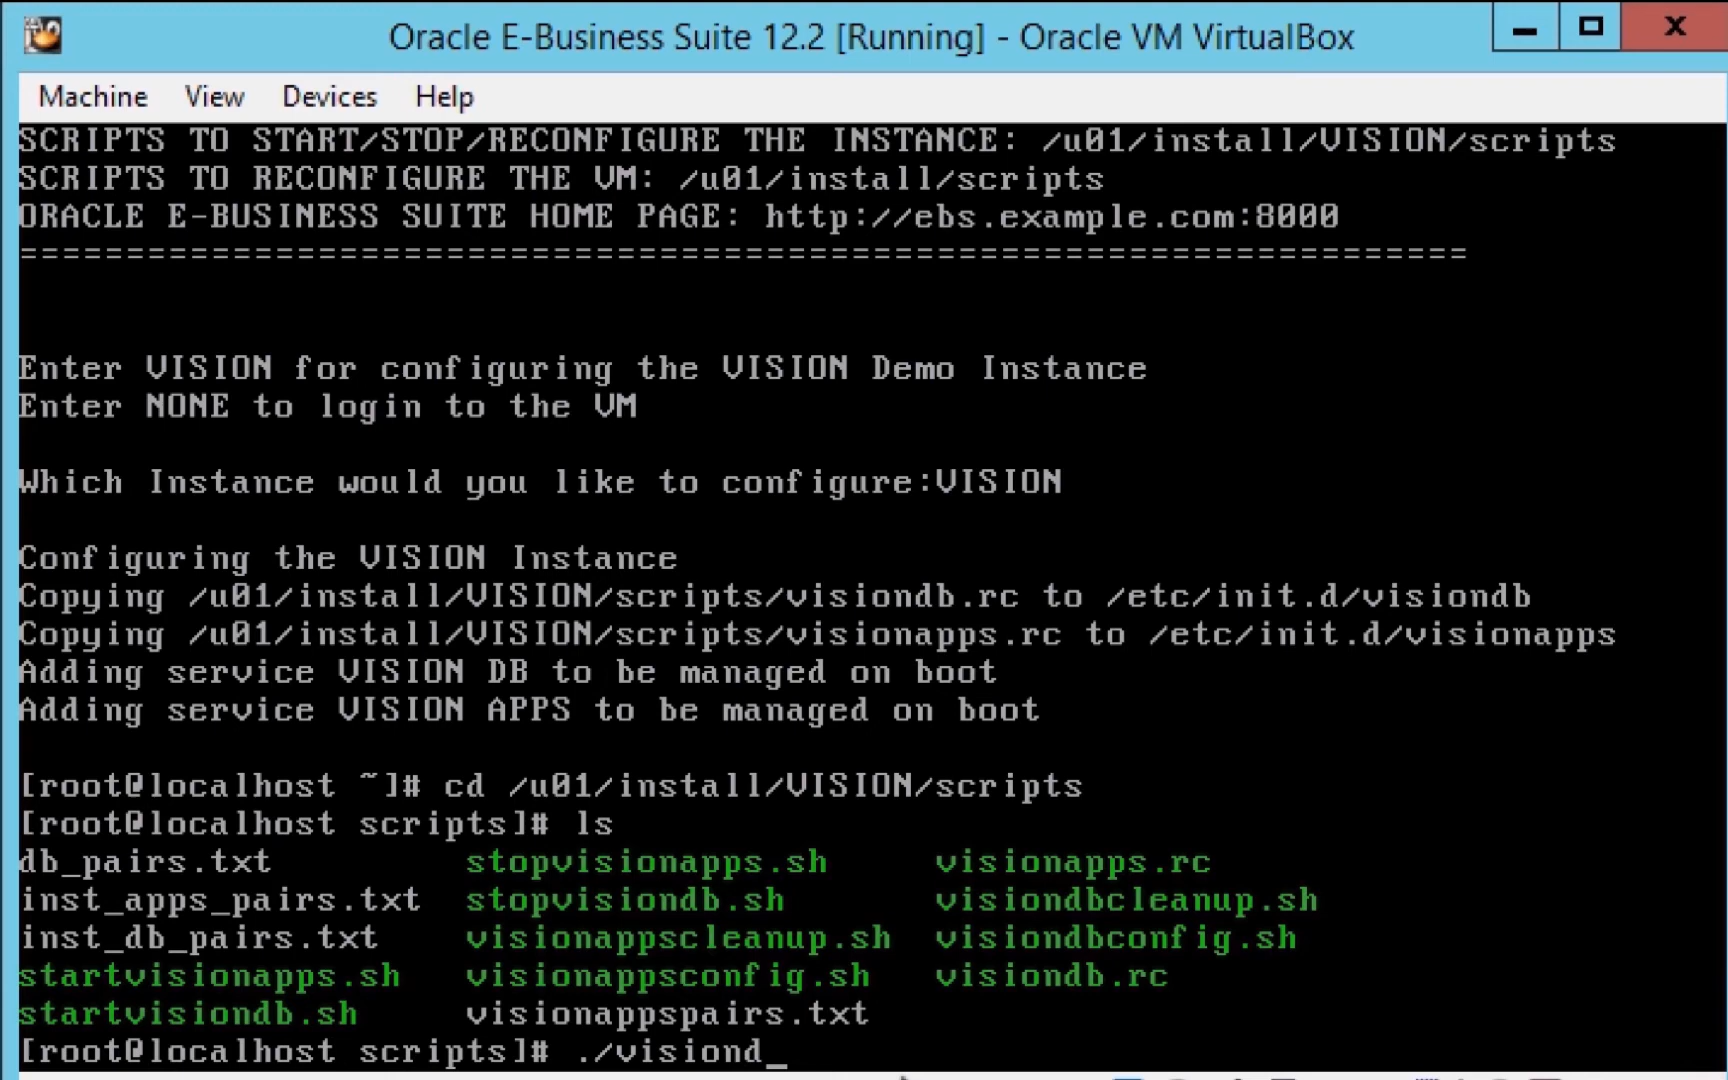 Oracle E-Business Suite 12.2 [Running] - Oracle VM VirtualBox
Machine View Devices Help
SCRIPTS TO START/STOP/RECONFIGURE THE INSTANCE: /u01/install/VISION/scripts
SCRIPTS TO RECONFIGURE THE VM: /u01/install/scripts
ORACLE E-BUSINESS SUITE HOME PAGE: http://ebs.example.com:8000
====================================================================
Enter VISION for configuring the VISION Demo Instance
Enter NONE to login to the VM
Which Instance would you like to configure:VISION
Configuring the VISION Instance
Copying /u01/install/VISION/scripts/visiondb.rc to /etc/init.d/visiondb
Copying /u01/install/VISION/scripts/visionapps.rc to /etc/init.d/visionapps
Adding service VISION DB to be managed on boot
Adding service VISION APPS to be managed on boot
[root@localhost ~]# cd /u01/install/VISION/scripts
[root@localhost scripts]# ls
db_pairs.txt stopvisionapps.sh visionapps.rc
inst_apps_pairs.txt stopvisiondb.sh visiondbcleanup.sh
inst_db_pairs.txt visionappscleanup.sh visiondbconfig.sh
startvisionapps.sh visionappsconfig.sh visiondb.rc
startvisiondb.sh visionappspairs.txt
[root@localhost scripts]# ./visiond_